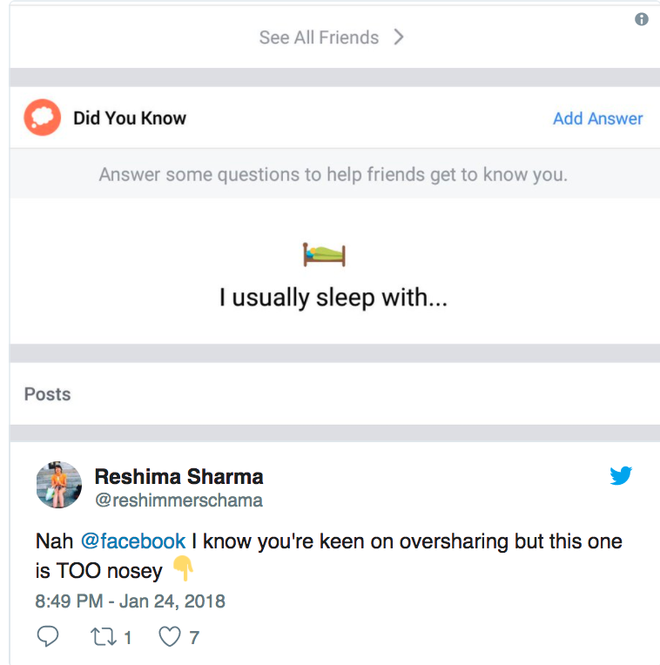 See All Friends
Did You Know
Add Answer
Answer some questions to help friends get to know you.
I usually sleep with...
Posts
Reshima Sharma
@reshimmerschama
Nah @facebook I know you're keen on oversharing but this one
is TOO nosey 👇
8:49 PM - Jan 24, 2018
1
7